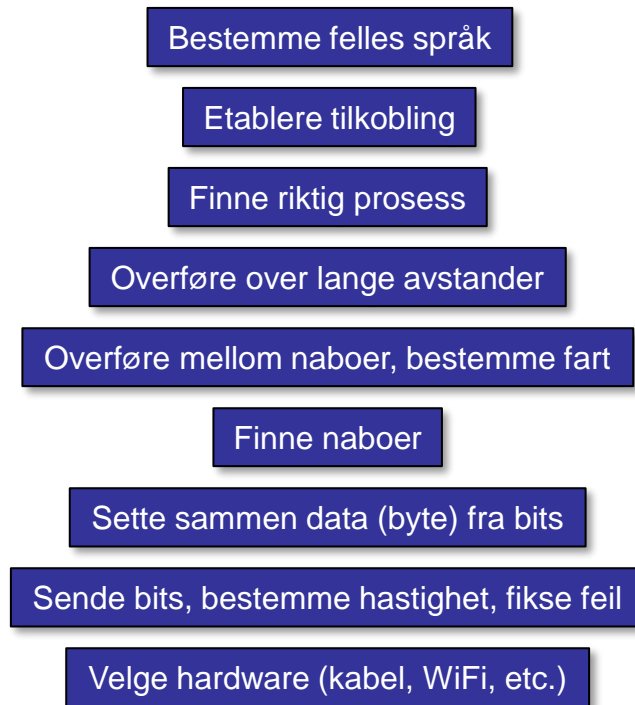 Bestemme felles språk
Etablere tilkobling
Finne riktig prosess
Overføre over lange avstander
Overføre mellom naboer, bestemme fart
Finne naboer
Sette sammen data (byte) fra bits
Sende bits, bestemme hastighet, fikse feil
Velge hardware (kabel, WiFi, etc.)